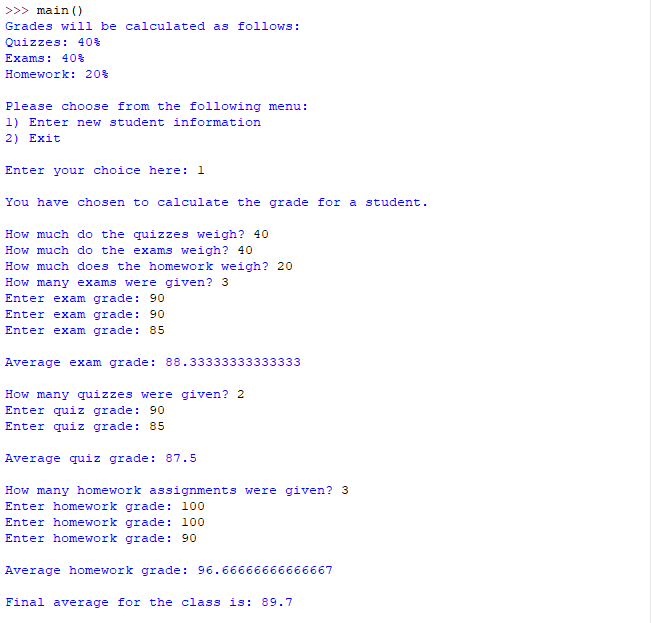 >>> main()
Grades will be calculated as follows:
Quizzes: 40%
Exams: 40%
Homework: 20%
Please choose from the following menu:
1) Enter new student information
2) Exit
Enter your choice here: 1
You have chosen to calculate the grade for a student.
How much do the quizzes weigh? 40
How much do the exams weigh? 40
How much does the homework weigh? 20
How many exams were given? 3
Enter exam grade: 90
Enter exam grade: 90
Enter exam grade: 85
Average exam grade: 88.33333333333333
How many quizzes were given? 2
Enter quiz grade: 90
Enter quiz grade: 85
Average quiz grade: 87.5
How many homework assignments were given? 3
Enter homework grade: 100
Enter homework grade: 100
Enter homework grade: 90
Average homework grade: 96.66666666666667
Final average for the class is: 89.7